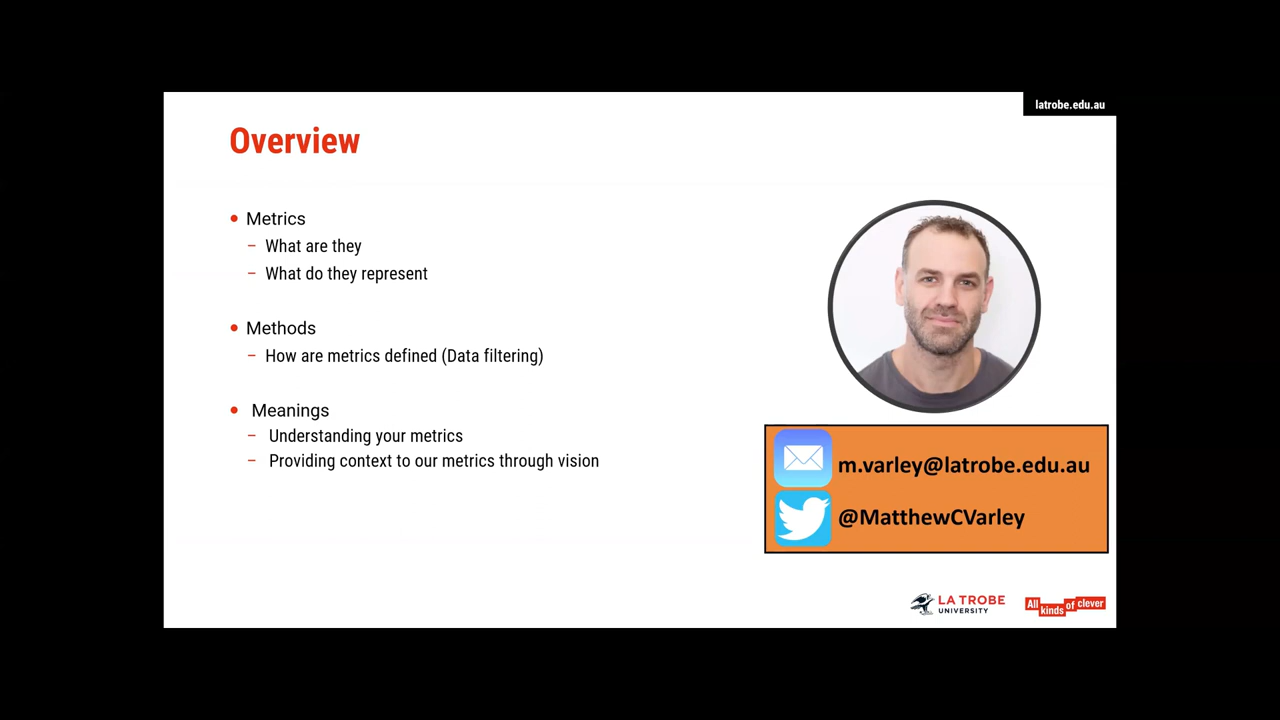 latrobe.edu.au
Overview
• Metrics
– What are they
– What do they represent
• Methods
– How are metrics defined (Data filtering)
• Meanings
– Understanding your metrics
– Providing context to our metrics through vision
m.varley@latrobe.edu.au
@MatthewCVarley
LA TROBE
UNIVERSITY
All kinds of clever